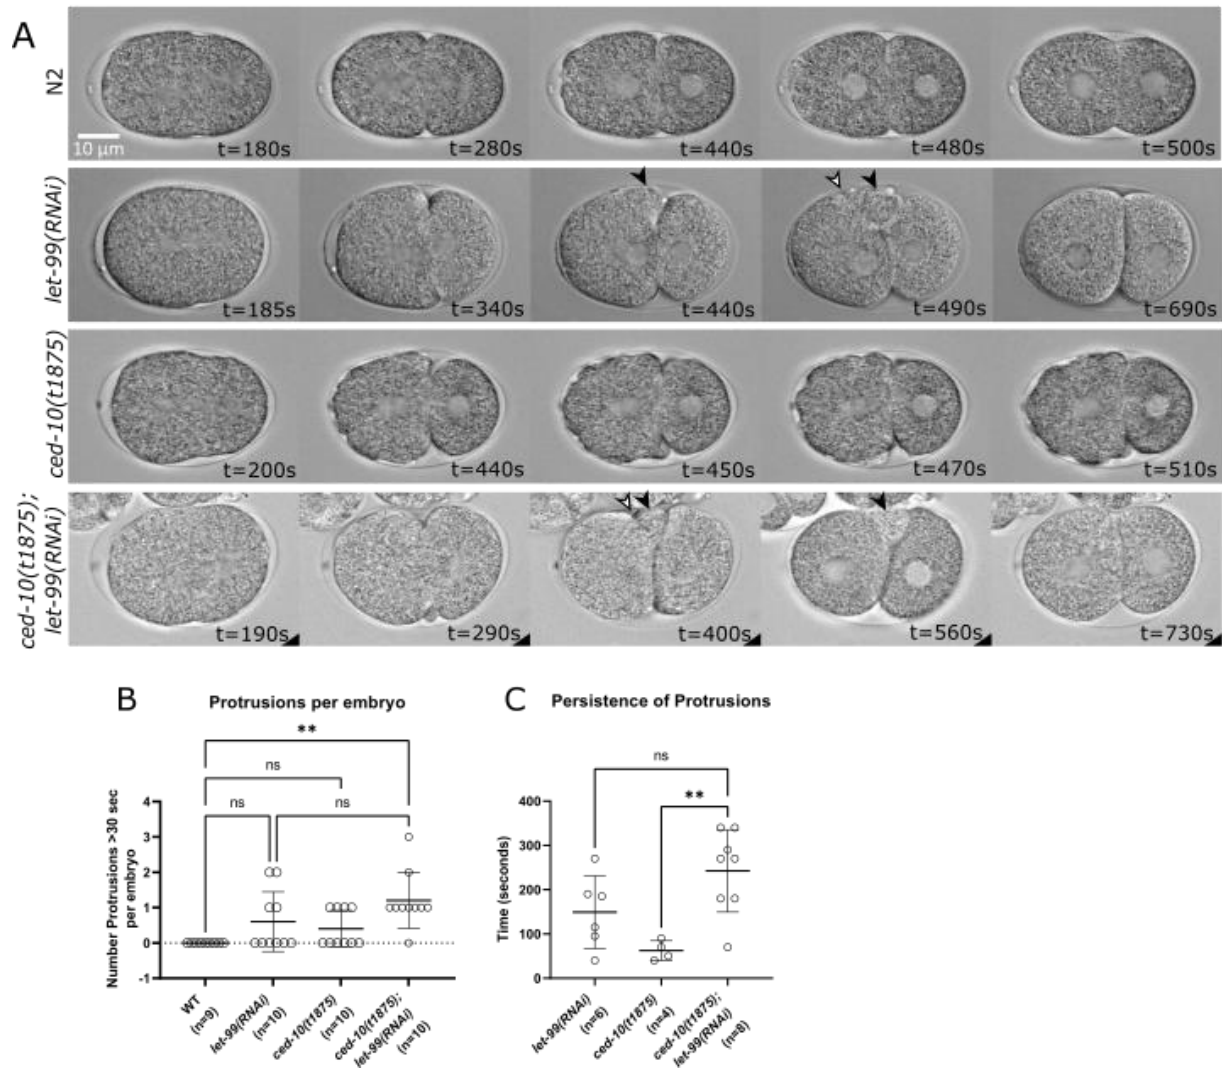 A
N2
10 µm
t=180s
t=280s
t=440s
t=480s
t=500s
let-99(RNAi)
t=185s
t=340s
t=440s
t=490s
t=690s
ced-10(t1875)
t=200s
t=440s
t=450s
t=470s
t=510s
ced-10(t1875);
let-99(RNAi)
t=190s
t=290s
t=400s
t=560s
t=730s
B
Protrusions per embryo
**
ns
ns
ns
Number Protrusions >30 sec
per embryo
4
3
2
1
0
-1
WT
(n=9)
let-99(RNAi)
(n=10)
ced-10(t1875)
(n=10)
ced-10(t1875);
let-99(RNAi)
(n=10)
C
Persistence of Protrusions
ns
**
Time (seconds)
400
300
200
100
0
let-99(RNAi)
(n=6)
ced-10(t1875)
(n=4)
ced-10(t1875);
let-99(RNAi)
(n=8)